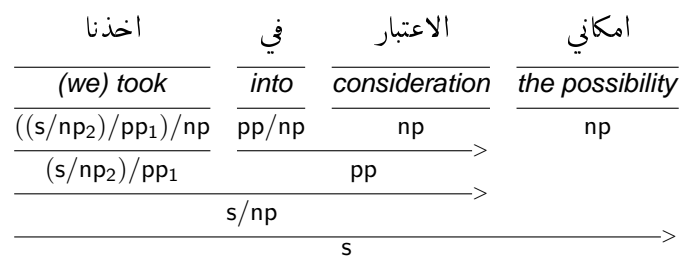 اخذنا في الاعتبار امكاني
(we) took into consideration the possibility
((s/np₂)/pp₁)/np pp/np np np
(s/np₂)/pp₁ pp >
s/np >
s >